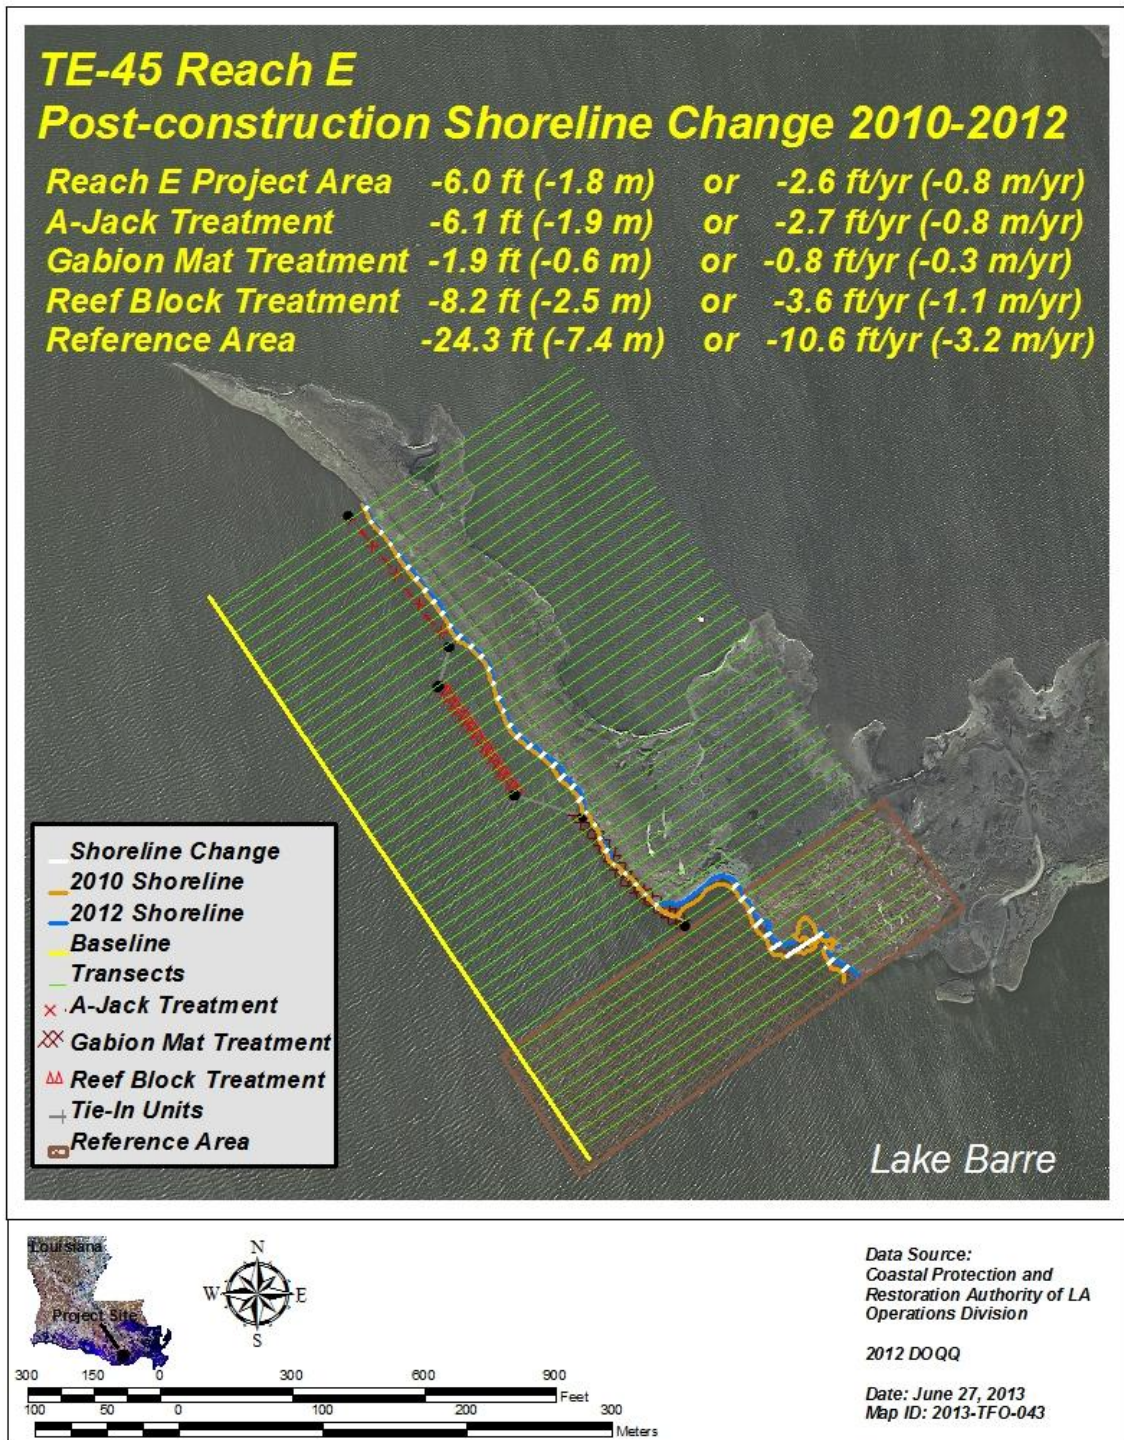 TE-45 Reach E
Post-construction Shoreline Change 2010-2012
Reach E Project Area -6.0 ft (-1.8 m) or -2.6 ft/yr (-0.8 m/yr)
A-Jack Treatment -6.1 ft (-1.9 m) or -2.7 ft/yr (-0.8 m/yr)
Gabion Mat Treatment -1.9 ft (-0.6 m) or -0.8 ft/yr (-0.3 m/yr)
Reef Block Treatment -8.2 ft (-2.5 m) or -3.6 ft/yr (-1.1 m/yr)
Reference Area -24.3 ft (-7.4 m) or -10.6 ft/yr (-3.2 m/yr)
Shoreline Change
2010 Shoreline
2012 Shoreline
Baseline
Transects
A-Jack Treatment
Gabion Mat Treatment
Reef Block Treatment
Tie-In Units
Reference Area
Lake Barre
Louisiana
Project Site
N
W E
S
300 150 0 300 600 900
Feet
100 50 0 100 200 300
Meters
Data Source:
Coastal Protection and
Restoration Authority of LA
Operations Division
2012 DOQQ
Date: June 27, 2013
Map ID: 2013-TFO-043